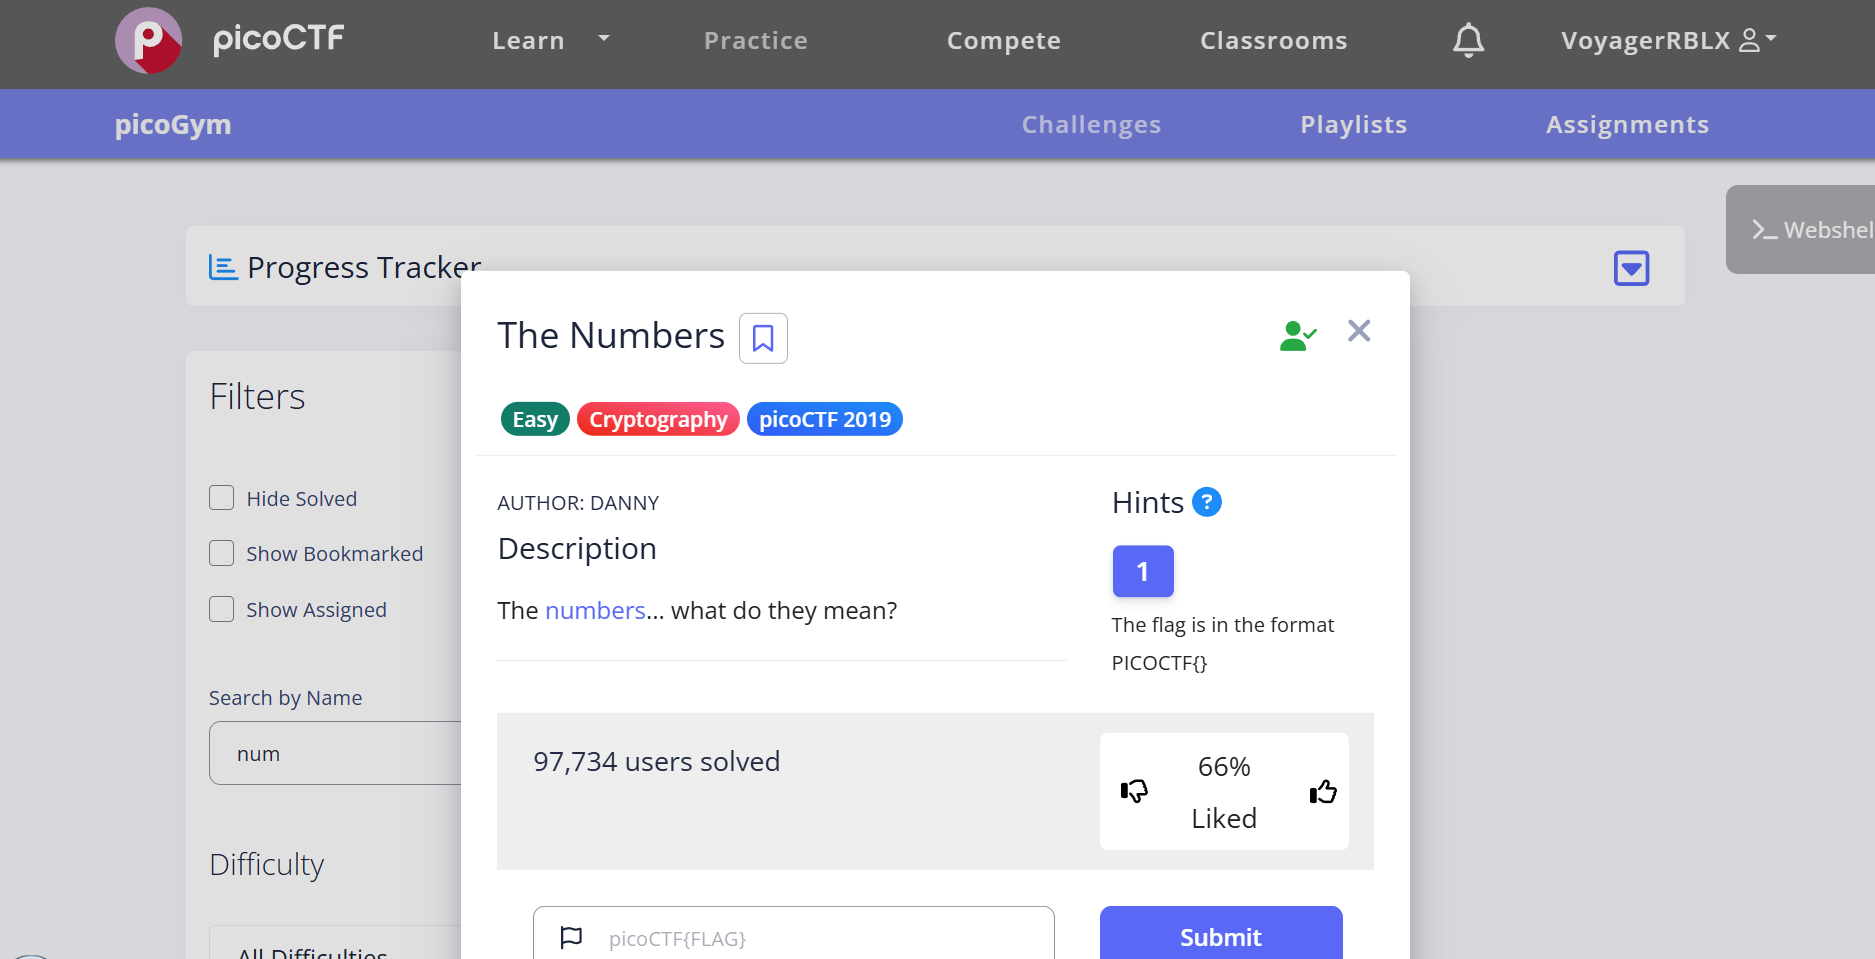 picoCTF
Learn
Practice
Compete
Classrooms
VoyagerRBLX
picoGym
Challenges
Playlists
Assignments
Webshel
Progress Tracker
Filters
Hide Solved
Show Bookmarked
Show Assigned
Search by Name
num
Difficulty
All Difficulties
The Numbers
Easy
Cryptography
picoCTF 2019
AUTHOR: DANNY
Description
The numbers... what do they mean?
Hints ?
1
The flag is in the format
PICOCTF{}
97,734 users solved
66%
Liked
picoCTF{FLAG}
Submit